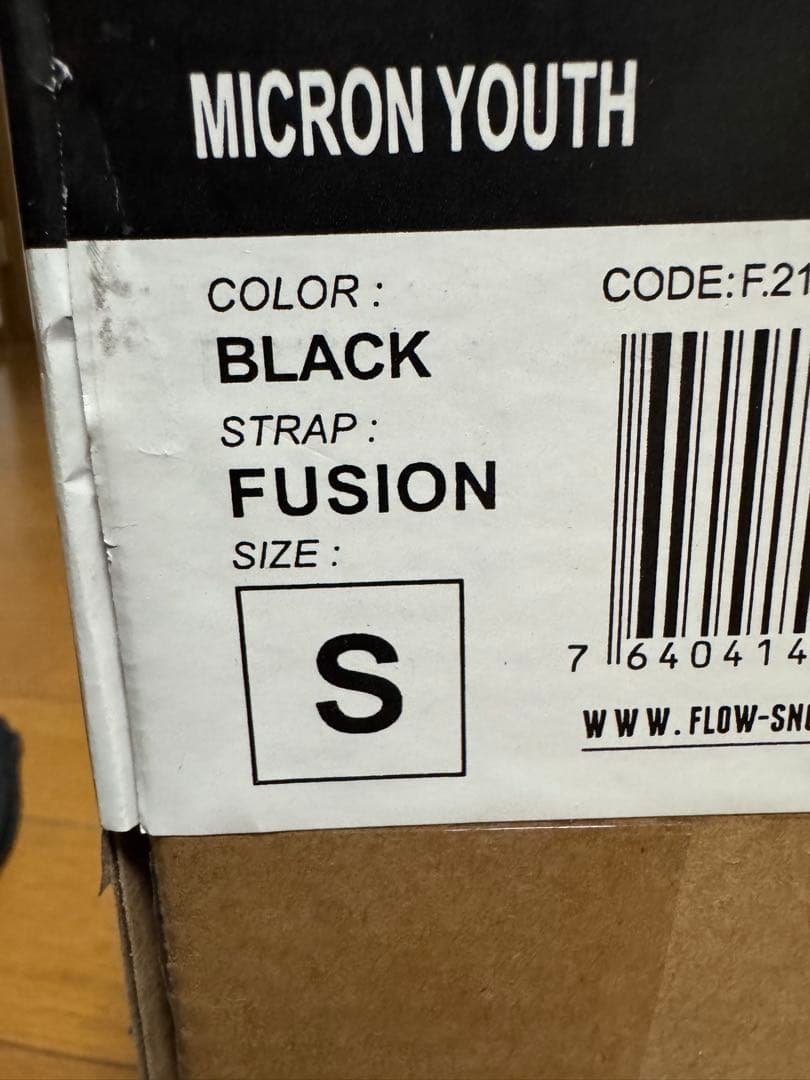 MICRON YOUTH
COLOR :
BLACK
STRAP :
FUSION
SIZE :
S
CODE: F.21
7 640414
WWW.FLOW-SN